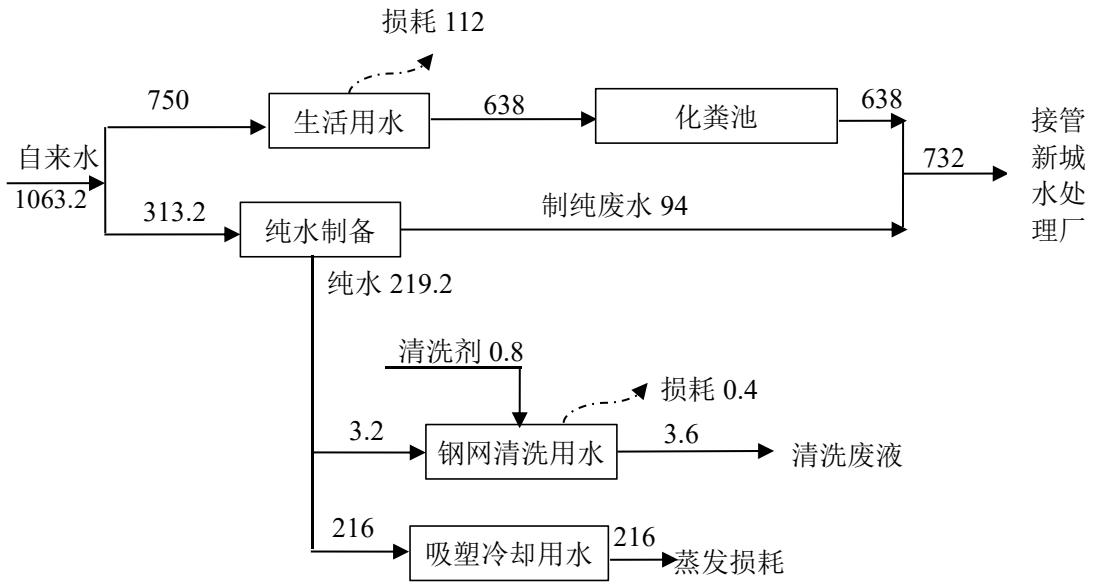 损耗 112
750
生活用水
638
化粪池
638
接管
新城
水处
理厂
自来水
1063.2
732
313.2
纯水制备
制纯废水 94
纯水 219.2
清洗剂 0.8
损耗 0.4
3.2
钢网清洗用水
3.6
清洗废液
216
吸塑冷却用水
216
蒸发损耗